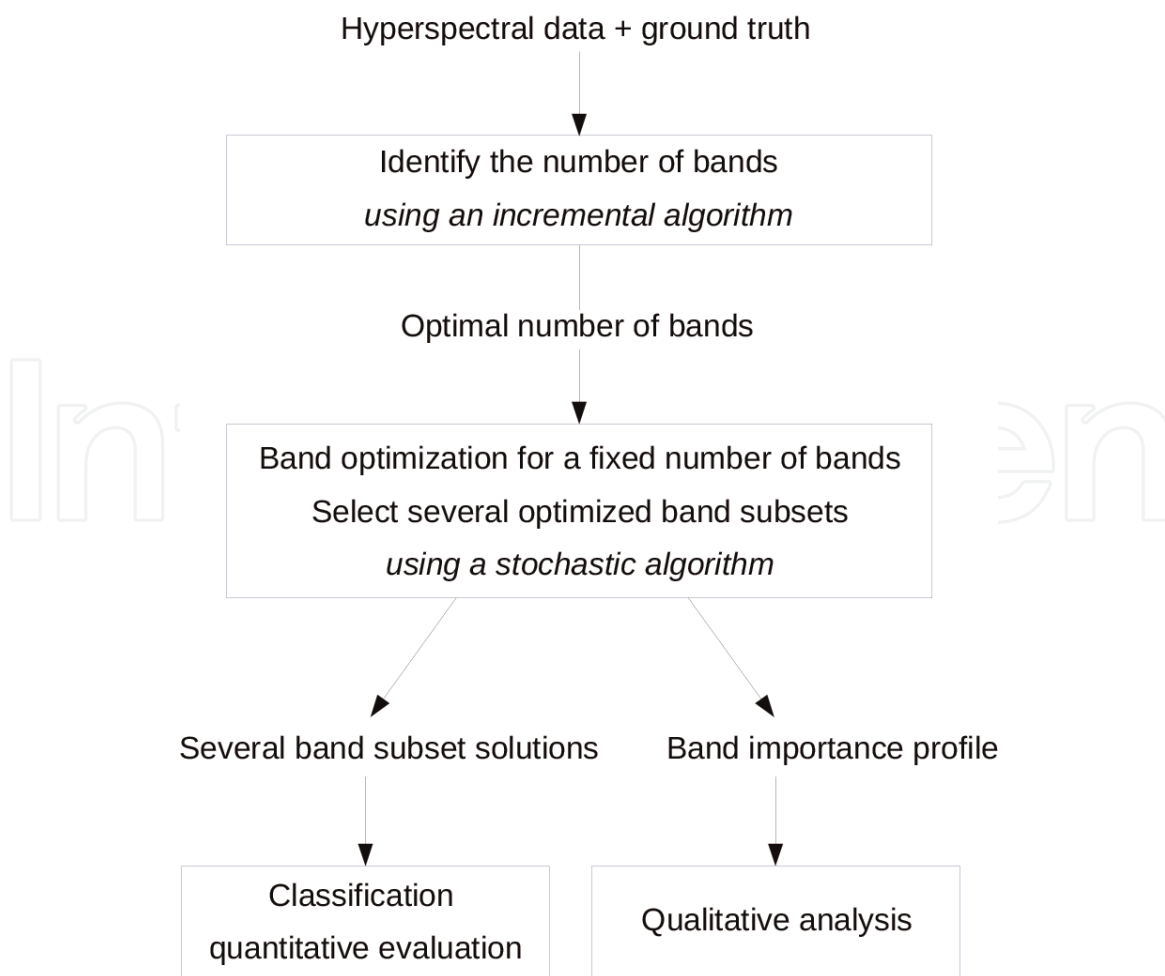 Hyperspectral data + ground truth
Identify the number of bands
using an incremental algorithm
Optimal number of bands
Band optimization for a fixed number of bands
Select several optimized band subsets
using a stochastic algorithm
Several band subset solutions
Band importance profile
Classification
quantitative evaluation
Qualitative analysis